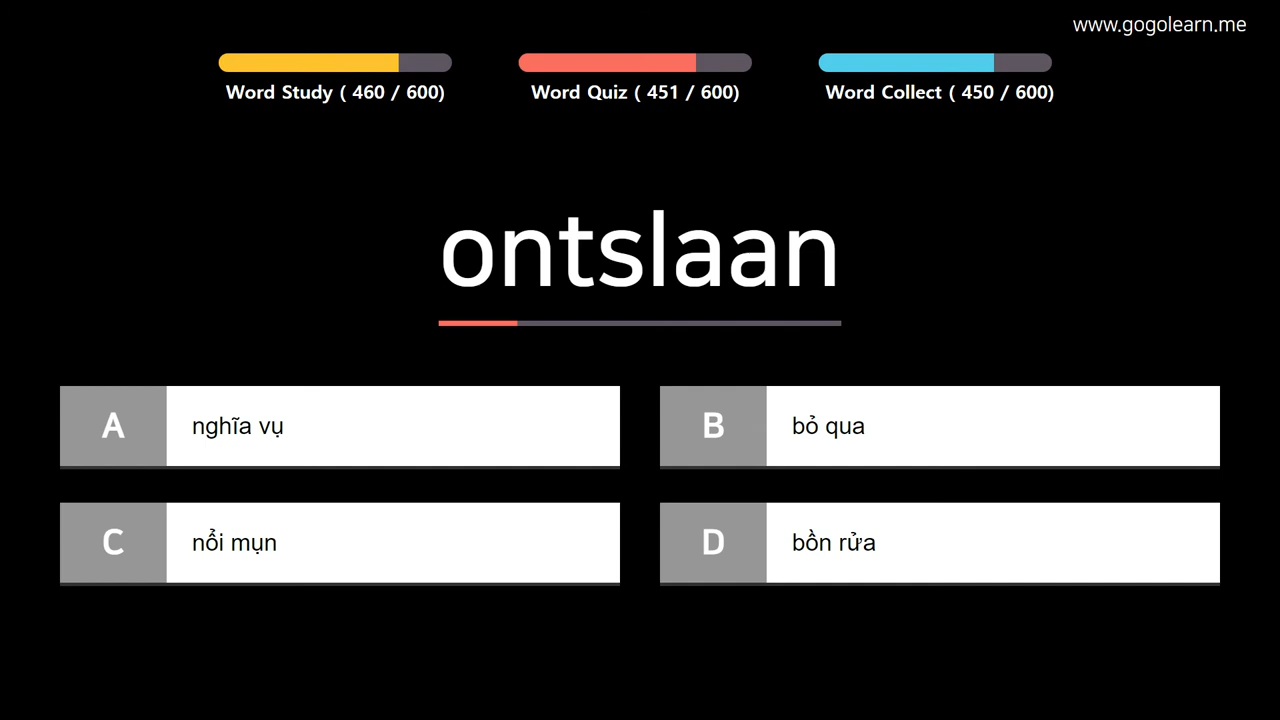 www.gogolearn.me
Word Study ( 460 / 600)
Word Quiz ( 451 / 600)
Word Collect ( 450 / 600)
ontslaan
A
nghĩa vụ
B
bỏ qua
C
nổi mụn
D
bồn rửa